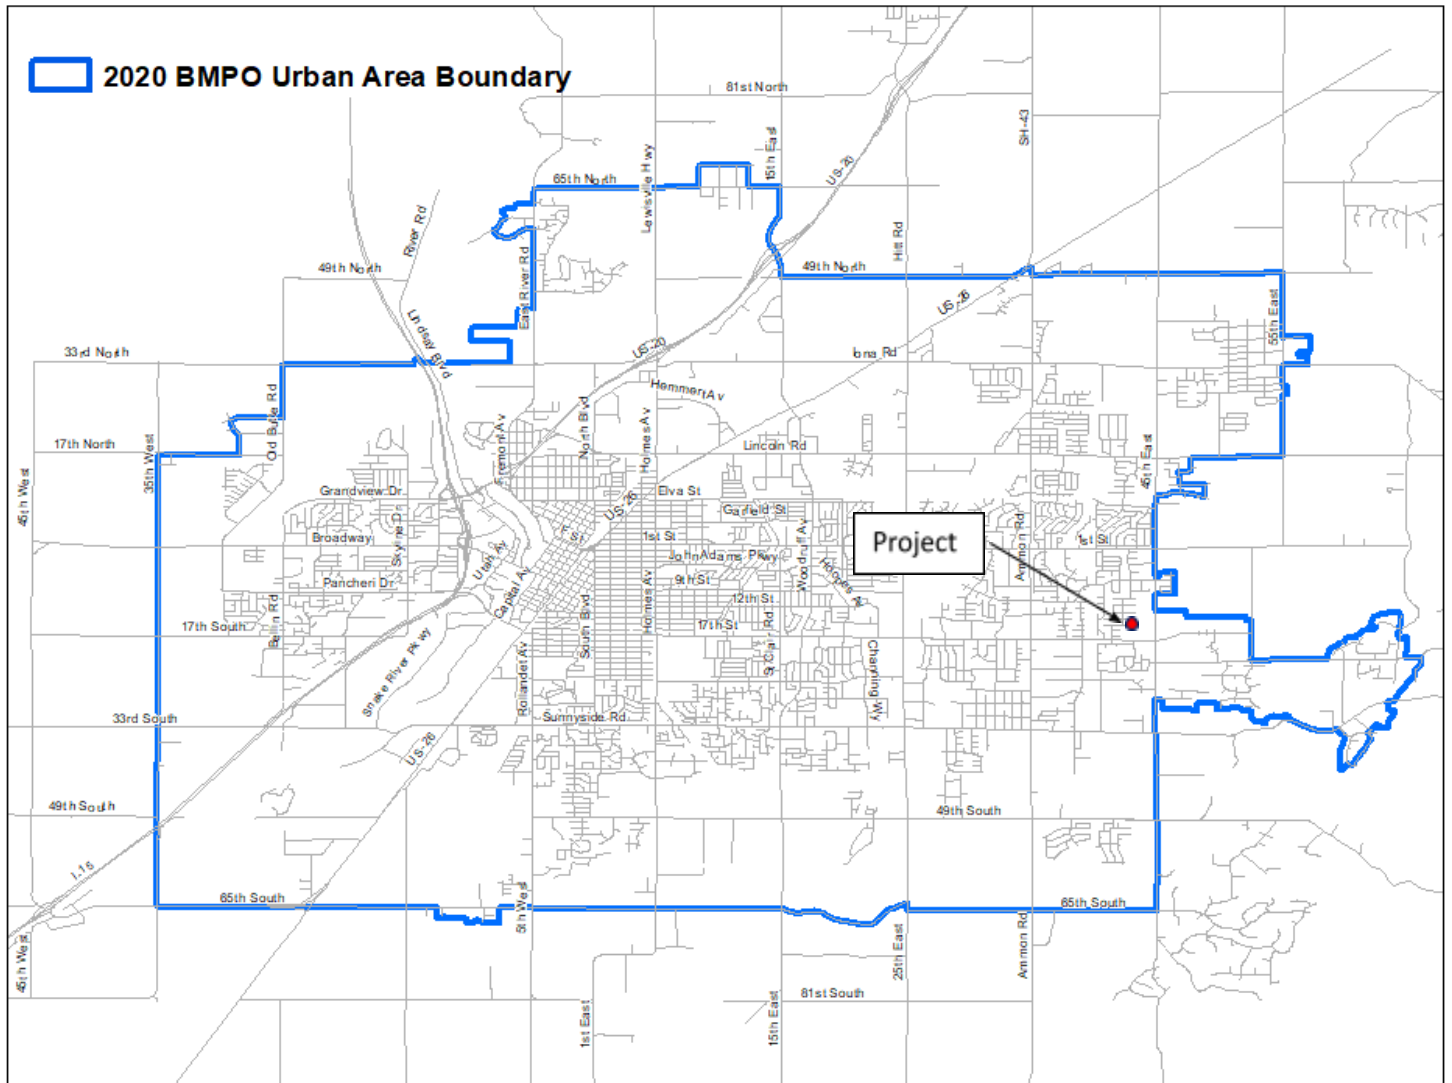 2020 BMPO Urban Area Boundary
81st North
SH-43
15th East
US-20
65th North
Lewisville Hwy
River Rd
Hitt Rd
49th North
49th North
East River Rd
US-26
55th East
Lindsay Blvd
33rd North
US-20
Iona Rd
Hemmert Av
Old Butte Rd
Fremont Av
North Blvd
Holmes Av
17th North
35th West
Lincoln Rd
45th East
45th West
Grandview Dr
Elva St
US-26
Garfield St
Skyline Dr
Broadway
E St
1st St
Woodruff Av
Project
Ammon Rd
1st St
Utah Av
John Adams Pkwy
Hoopes Av
Pancheri Dr
Capital Av
9th St
12th St
Bellin Rd
17th South
South Blvd
Holmes Av
17th St
St Clair Rd
Snake River Pkwy
Rollandet Av
Channing Wy
33rd South
Sunnyside Rd
US-26
49th South
49th South
I-15
65th South
5th West
65th South
45th West
25th East
Ammon Rd
1st East
15th East
81st South